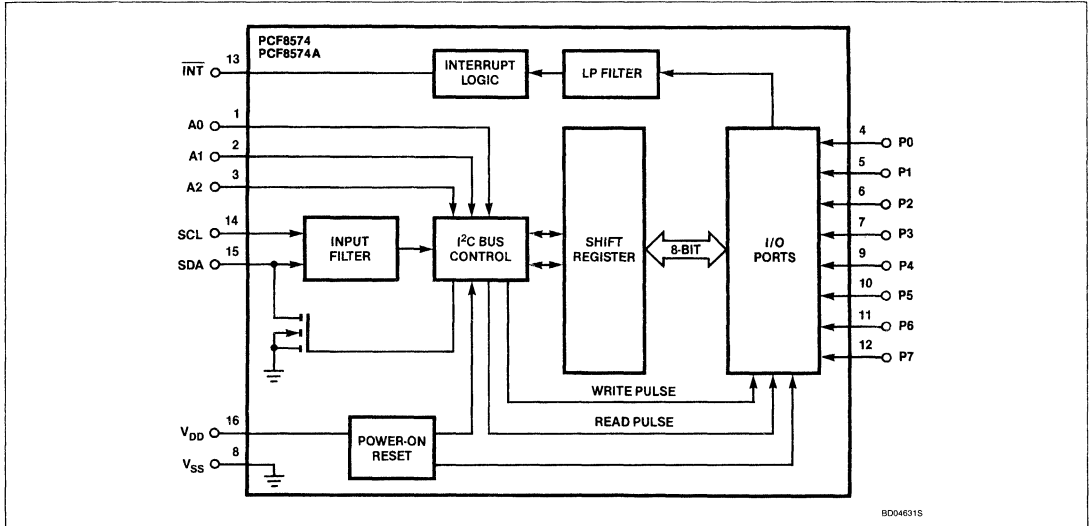 PCF8574
PCF8574A
INT
13
INTERRUPT
LOGIC
LP FILTER
A0
1
A1
2
A2
3
SCL
14
SDA
15
INPUT
FILTER
I²C BUS
CONTROL
SHIFT
REGISTER
8-BIT
I/O
PORTS
4
P0
5
P1
6
P2
7
P3
9
P4
10
P5
11
P6
12
P7
WRITE PULSE
READ PULSE
VDD
16
VSS
8
POWER-ON
RESET
BD04631S